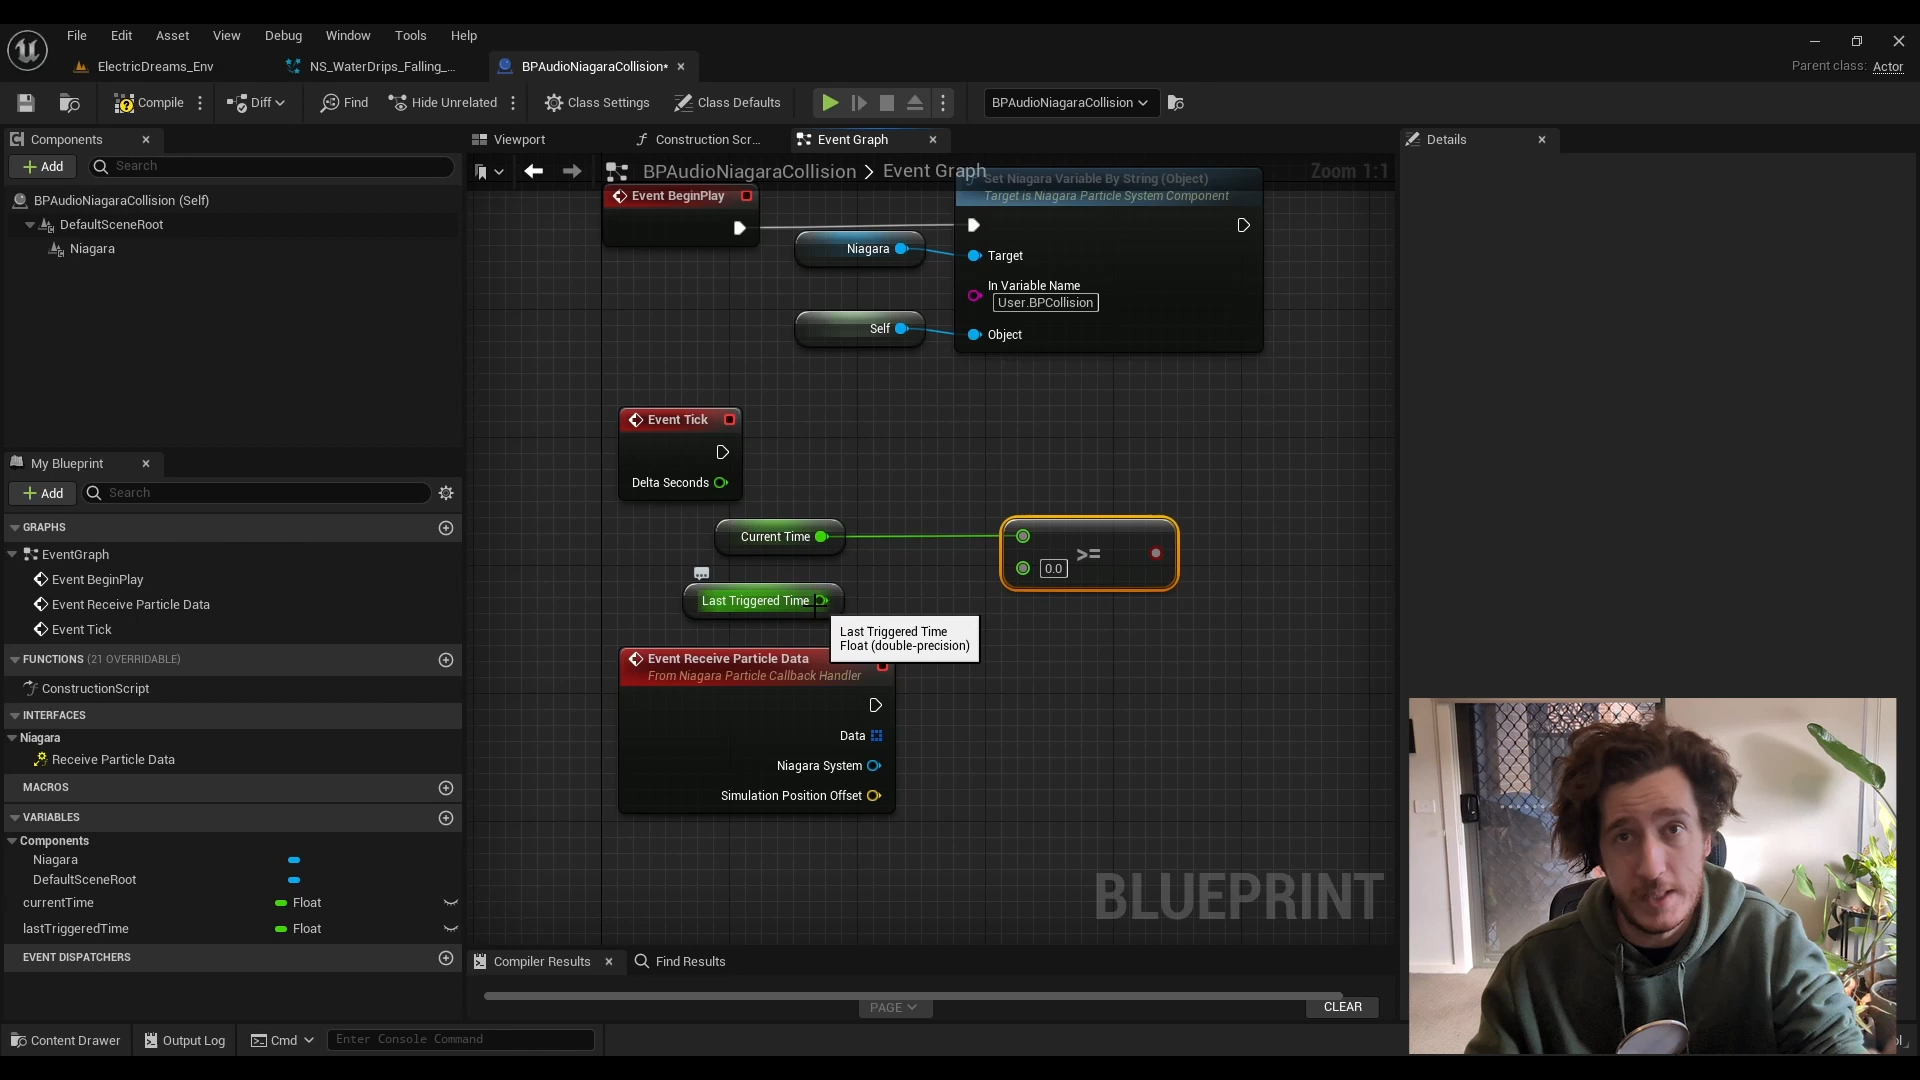 File Edit Asset View Debug Window Tools Help
ElectricDreams_Env NS_WaterDrips_Falling_... BPAudioNiagaraCollision*
Parent class: Actor
Compile Diff Find Hide Unrelated Class Settings Class Defaults BPAudioNiagaraCollision
Components
Viewport Construction Scr... Event Graph
Details
Add Search
BPAudioNiagaraCollision > Event Graph
Zoom 1:1
BPAudioNiagaraCollision (Self)
DefaultSceneRoot
Niagara
Event BeginPlay
Set Niagara Variable By String (Object)
Target is Niagara Particle System Component
Niagara
Target
In Variable Name
User.BPCollision
Self
Object
Event Tick
Delta Seconds
Current Time
>=
0.0
Last Triggered Time
Last Triggered Time
Float (double-precision)
Event Receive Particle Data
From Niagara Particle Callback Handler
Data
Niagara System
Simulation Position Offset
BLUEPRINT
My Blueprint
Add Search
GRAPHS
EventGraph
Event BeginPlay
Event Receive Particle Data
Event Tick
FUNCTIONS (21 OVERRIDABLE)
ConstructionScript
INTERFACES
Niagara
Receive Particle Data
MACROS
VARIABLES
Components
Niagara
DefaultSceneRoot
currentTime Float
lastTriggeredTime Float
EVENT DISPATCHERS
Compiler Results Find Results
PAGE
CLEAR
Content Drawer Output Log Cmd Enter Console Command